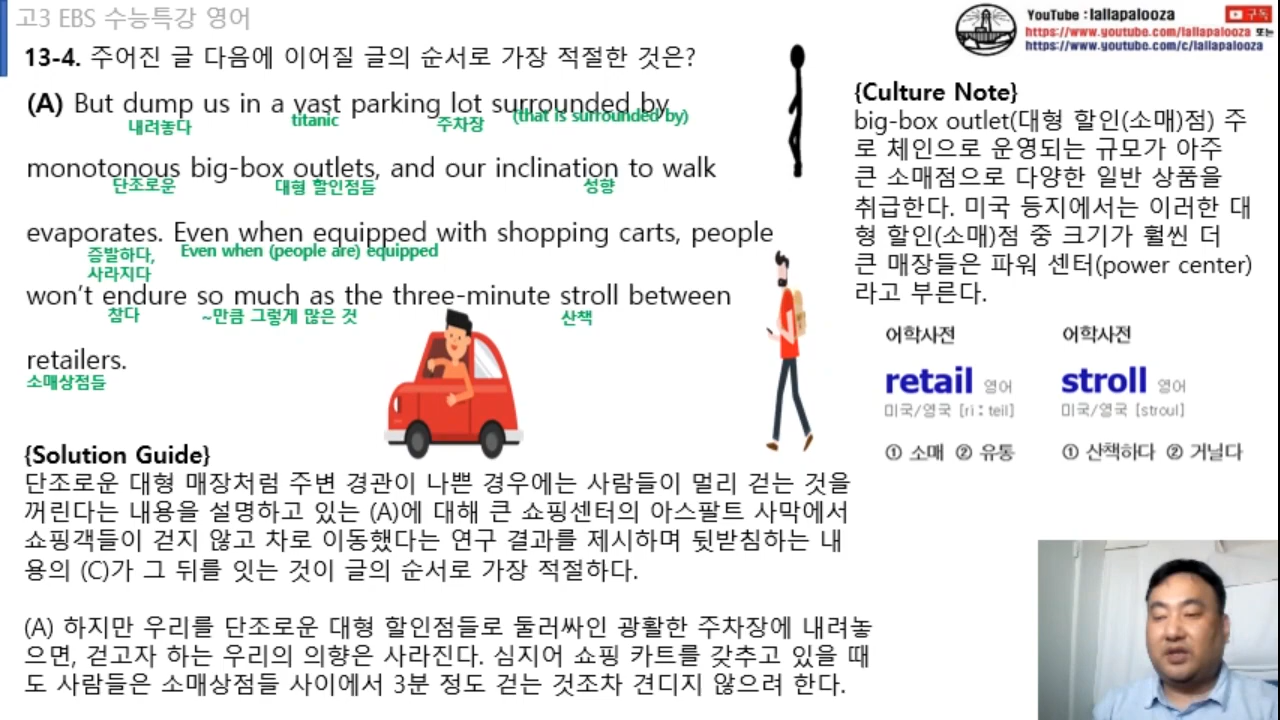 고3 EBS 수능특강 영어
YouTube : lallapalooza
구독
https://www.youtube.com/lallapalooza 또는
https://www.youtube.com/c/lallapalooza
13-4. 주어진 글 다음에 이어질 글의 순서로 가장 적절한 것은?
(A) But dump us in a vast parking lot surrounded by
내려놓다 titanic 주차장 (that is surrounded by)
monotonous big-box outlets, and our inclination to walk
단조로운 대형 할인점들 성향
evaporates. Even when equipped with shopping carts, people
증발하다, Even when (people are) equipped
사라지다
won't endure so much as the three-minute stroll between
참다 ~만큼 그렇게 많은 것 산책
retailers.
소매상점들
{Solution Guide}
단조로운 대형 매장처럼 주변 경관이 나쁜 경우에는 사람들이 멀리 걷는 것을
꺼린다는 내용을 설명하고 있는 (A)에 대해 큰 쇼핑센터의 아스팔트 사막에서
쇼핑객들이 걷지 않고 차로 이동했다는 연구 결과를 제시하며 뒷받침하는 내
용의 (C)가 그 뒤를 잇는 것이 글의 순서로 가장 적절하다.
(A) 하지만 우리를 단조로운 대형 할인점들로 둘러싸인 광활한 주차장에 내려놓
으면, 걷고자 하는 우리의 의향은 사라진다. 심지어 쇼핑 카트를 갖추고 있을 때
도 사람들은 소매상점들 사이에서 3분 정도 걷는 것조차 견디지 않으려 한다.
{Culture Note}
big-box outlet(대형 할인(소매)점) 주
로 체인으로 운영되는 규모가 아주
큰 소매점으로 다양한 일반 상품을
취급한다. 미국 등지에서는 이러한 대
형 할인(소매)점 중 크기가 훨씬 더
큰 매장들은 파워 센터(power center)
라고 부른다.
어학사전
retail 영어
미국/영국 [ri：teil]
① 소매 ② 유통
어학사전
stroll 영어
미국/영국 [stroul]
① 산책하다 ② 거닐다